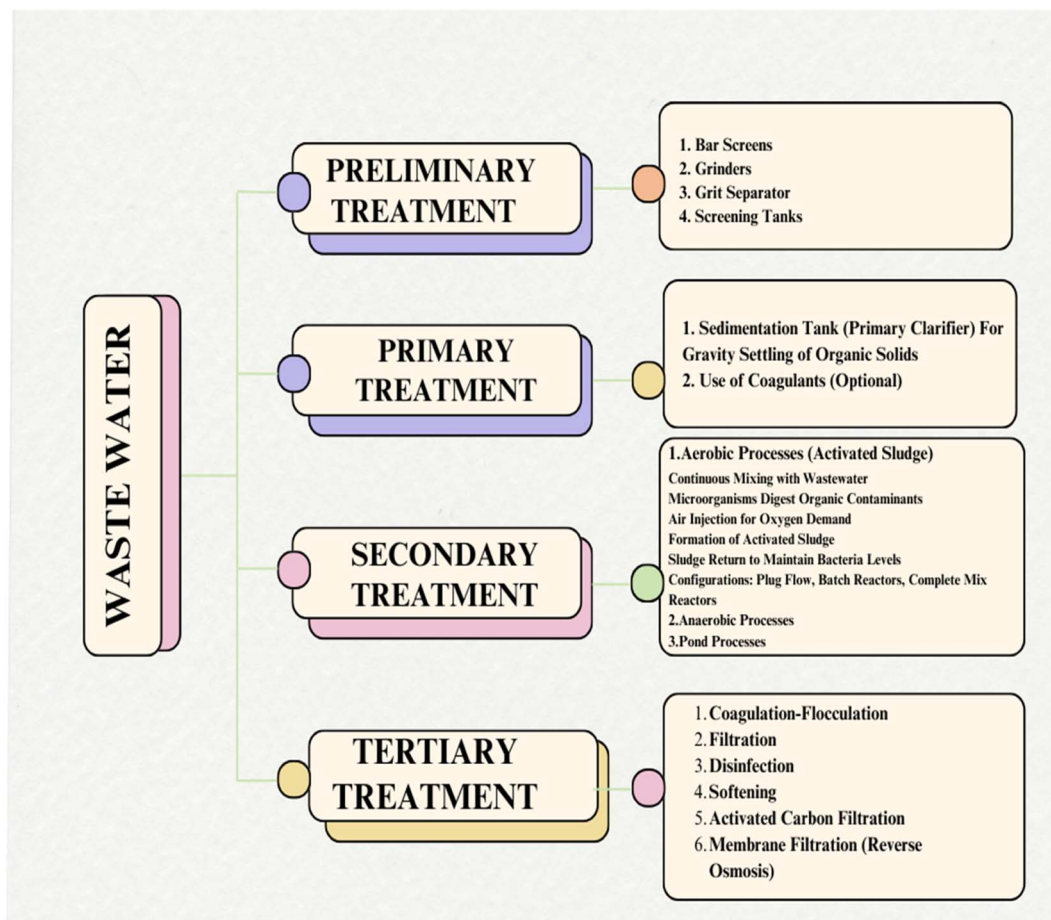 WASTE WATER
PRELIMINARY
TREATMENT
1. Bar Screens
2. Grinders
3. Grit Separator
4. Screening Tanks
PRIMARY
TREATMENT
1. Sedimentation Tank (Primary Clarifier) For
Gravity Settling of Organic Solids
2. Use of Coagulants (Optional)
SECONDARY
TREATMENT
1.Aerobic Processes (Activated Sludge)
Continuous Mixing with Wastewater
Microorganisms Digest Organic Contaminants
Air Injection for Oxygen Demand
Formation of Activated Sludge
Sludge Return to Maintain Bacteria Levels
Configurations: Plug Flow, Batch Reactors, Complete Mix
Reactors
2.Anaerobic Processes
3.Pond Processes
TERTIARY
TREATMENT
1. Coagulation-Flocculation
2. Filtration
3. Disinfection
4. Softening
5. Activated Carbon Filtration
6. Membrane Filtration (Reverse
Osmosis)